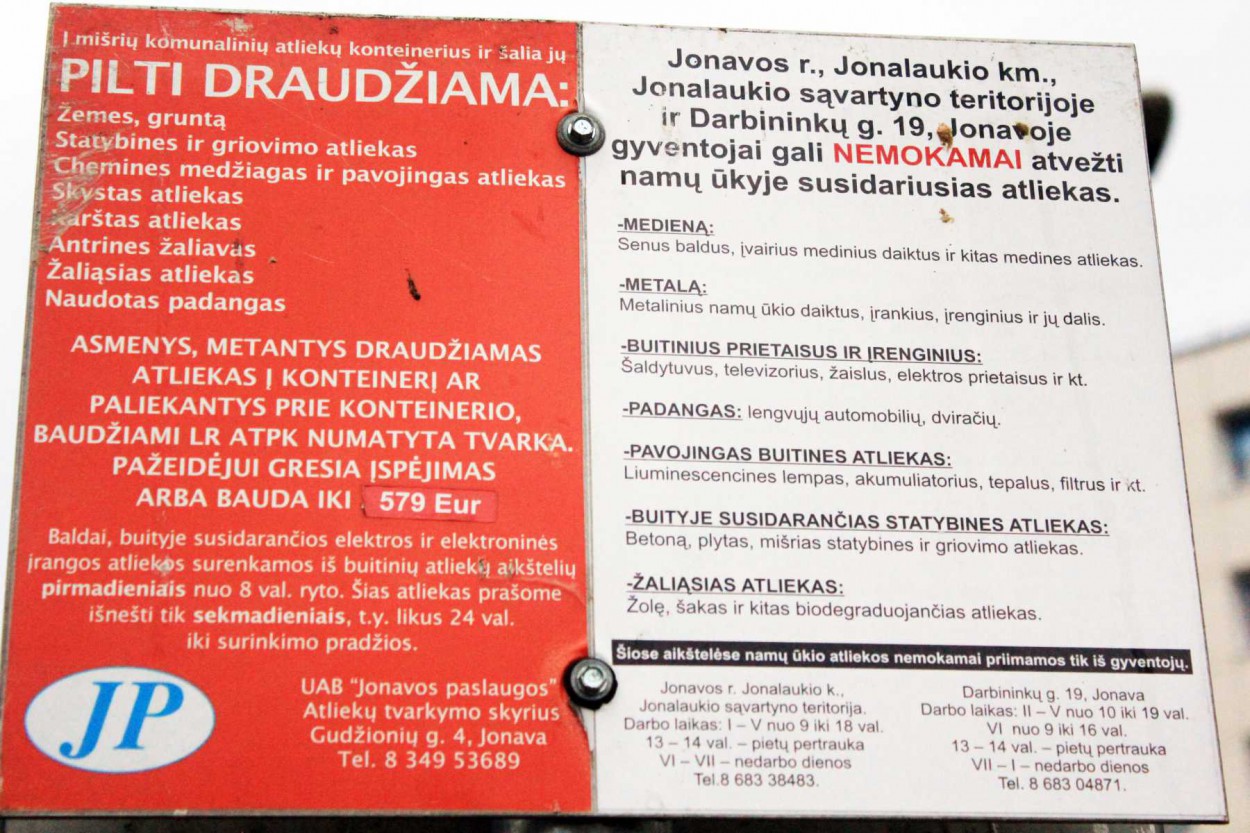 Į mišrių komunalinių atliekų konteinerius ir šalia jų
PILTI DRAUDŽIAMA:
Žemes, gruntą
Statybines ir griovimo atliekas
Chemines medžiagas ir pavojingas atliekas
Skystas atliekas
Karštas atliekas
Antrines žaliavas
Žaliąsias atliekas
Naudotas padangas
ASMENYS, METANTYS DRAUDŽIAMAS
ATLIEKAS Į KONTEINERĮ AR
PALIEKANTYS PRIE KONTEINERIO,
BAUDŽIAMI LR ATPK NUMATYTA TVARKA.
PAŽEIDĖJUI GRESIA ĮSPĖJIMAS
ARBA BAUDA IKI 579 Eur
Baldai, buityje susidarančios elektros ir elektroninės
įrangos atliekos surenkamos iš buitinių atliekų aikštelių
pirmadieniais nuo 8 val. ryto. Šias atliekas prašome
išnešti tik sekmadieniais, t.y. likus 24 val.
iki surinkimo pradžios.
JP
UAB "Jonavos paslaugos"
Atliekų tvarkymo skyrius
Gudžionių g. 4, Jonava
Tel. 8 349 53689
Jonavos r., Jonalaukio km.,
Jonalaukio sąvartyno teritorijoje
ir Darbininkų g. 19, Jonavoje
gyventojai gali NEMOKAMAI atvežti
namų ūkyje susidariusias atliekas.
-MEDIENĄ:
Senus baldus, įvairius medinius daiktus ir kitas medines atliekas.
-METALĄ:
Metalinius namų ūkio daiktus, įrankius, įrenginius ir jų dalis.
-BUITINIUS PRIETAISUS IR ĮRENGINIUS:
Šaldytuvus, televizorius, žaislus, elektros prietaisus ir kt.
-PADANGAS: lengvųjų automobilių, dviračių.
-PAVOJINGAS BUITINES ATLIEKAS:
Liuminescencines lempas, akumuliatorius, tepalus, filtrus ir kt.
-BUITYJE SUSIDARANČIAS STATYBINES ATLIEKAS:
Betoną, plytas, mišrias statybines ir griovimo atliekas.
-ŽALIĄSIAS ATLIEKAS:
Žolę, šakas ir kitas biodegraduojančias atliekas.
Šiose aikštelėse namų ūkio atliekos nemokamai priimamos tik iš gyventojų.
Jonavos r. Jonalaukio k.,
Jonalaukio sąvartyno teritorija.
Darbo laikas: I – V nuo 9 iki 18 val.
13 – 14 val. – pietų pertrauka
VI – VII – nedarbo dienos
Tel.8 683 38483.
Darbininkų g. 19, Jonava
Darbo laikas: II – V nuo 10 iki 19 val.
VI nuo 9 iki 16 val.
13 – 14 val. – pietų pertrauka
VII – I – nedarbo dienos
Tel. 8 683 04871.